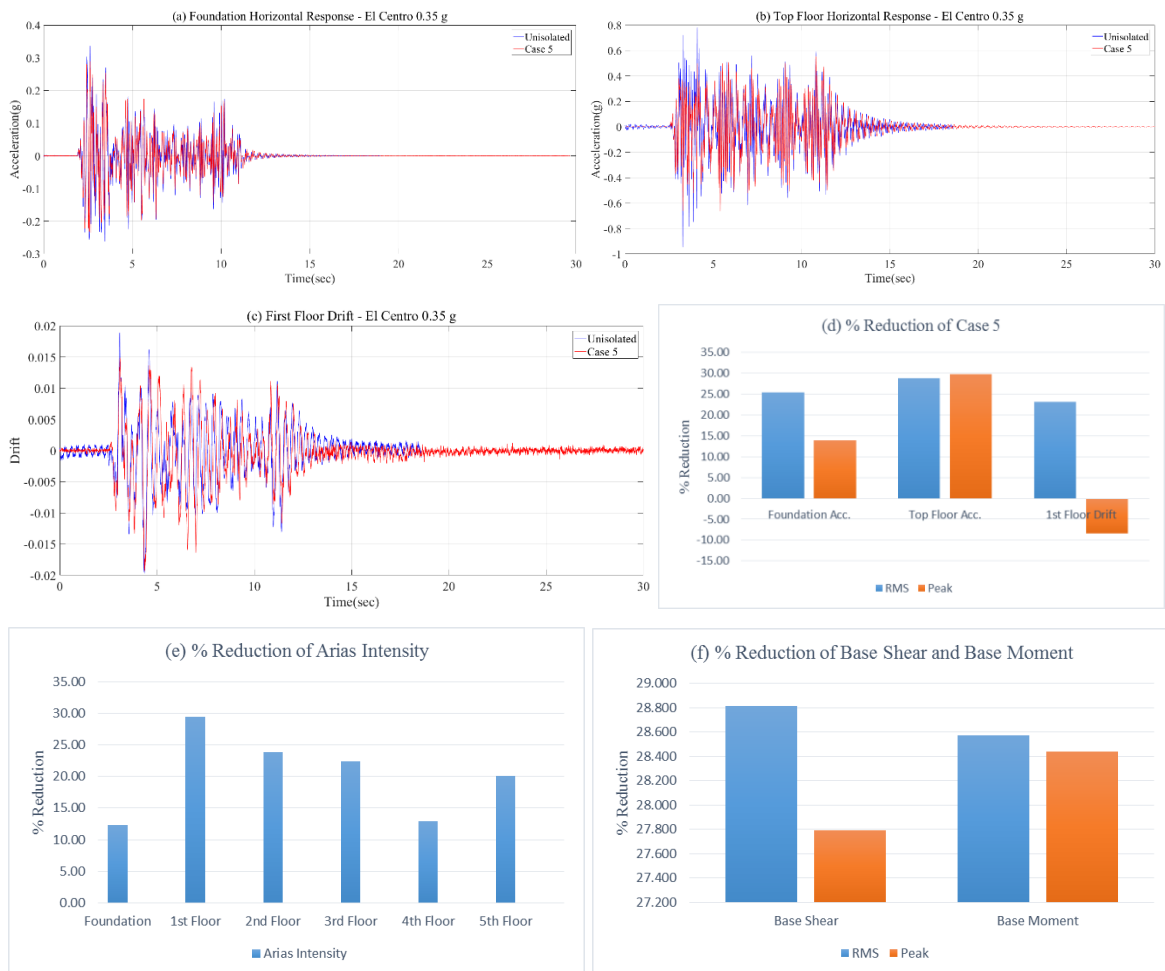 (a) Foundation Horizontal Response - El Centro 0.35 g
Acceleration(g)
0.4
0.3
0.2
0.1
0
-0.1
-0.2
-0.3
0
5
10
15
20
25
30
Time(sec)
Unisolated
Case 5
(b) Top Floor Horizontal Response - El Centro 0.35 g
Acceleration(g)
0.8
0.6
0.4
0.2
0
-0.2
-0.4
-0.6
-0.8
-1
0
5
10
15
20
25
30
Time(sec)
Unisolated
Case 5
(c) First Floor Drift - El Centro 0.35 g
Drift
0.02
0.015
0.01
0.005
0
-0.005
-0.01
-0.015
0.02
0
5
10
15
20
25
30
Time(sec)
Unisolated
Case 5
(d) % Reduction of Case 5
% Reduction
35.00
30.00
25.00
20.00
15.00
10.00
5.00
0.00
-5.00
-10.00
-15.00
Foundation Acc.
Top Floor Acc.
1st Floor Drift
RMS
Peak
(e) % Reduction of Arias Intensity
% Reduction
35.00
30.00
25.00
20.00
15.00
10.00
5.00
0.00
Foundation
1st Floor
2nd Floor
3rd Floor
4th Floor
5th Floor
Arias Intensity
(f) % Reduction of Base Shear and Base Moment
% Reduction
29.000
28.800
28.600
28.400
28.200
28.000
27.800
27.600
27.400
27.200
Base Shear
Base Moment
RMS
Peak